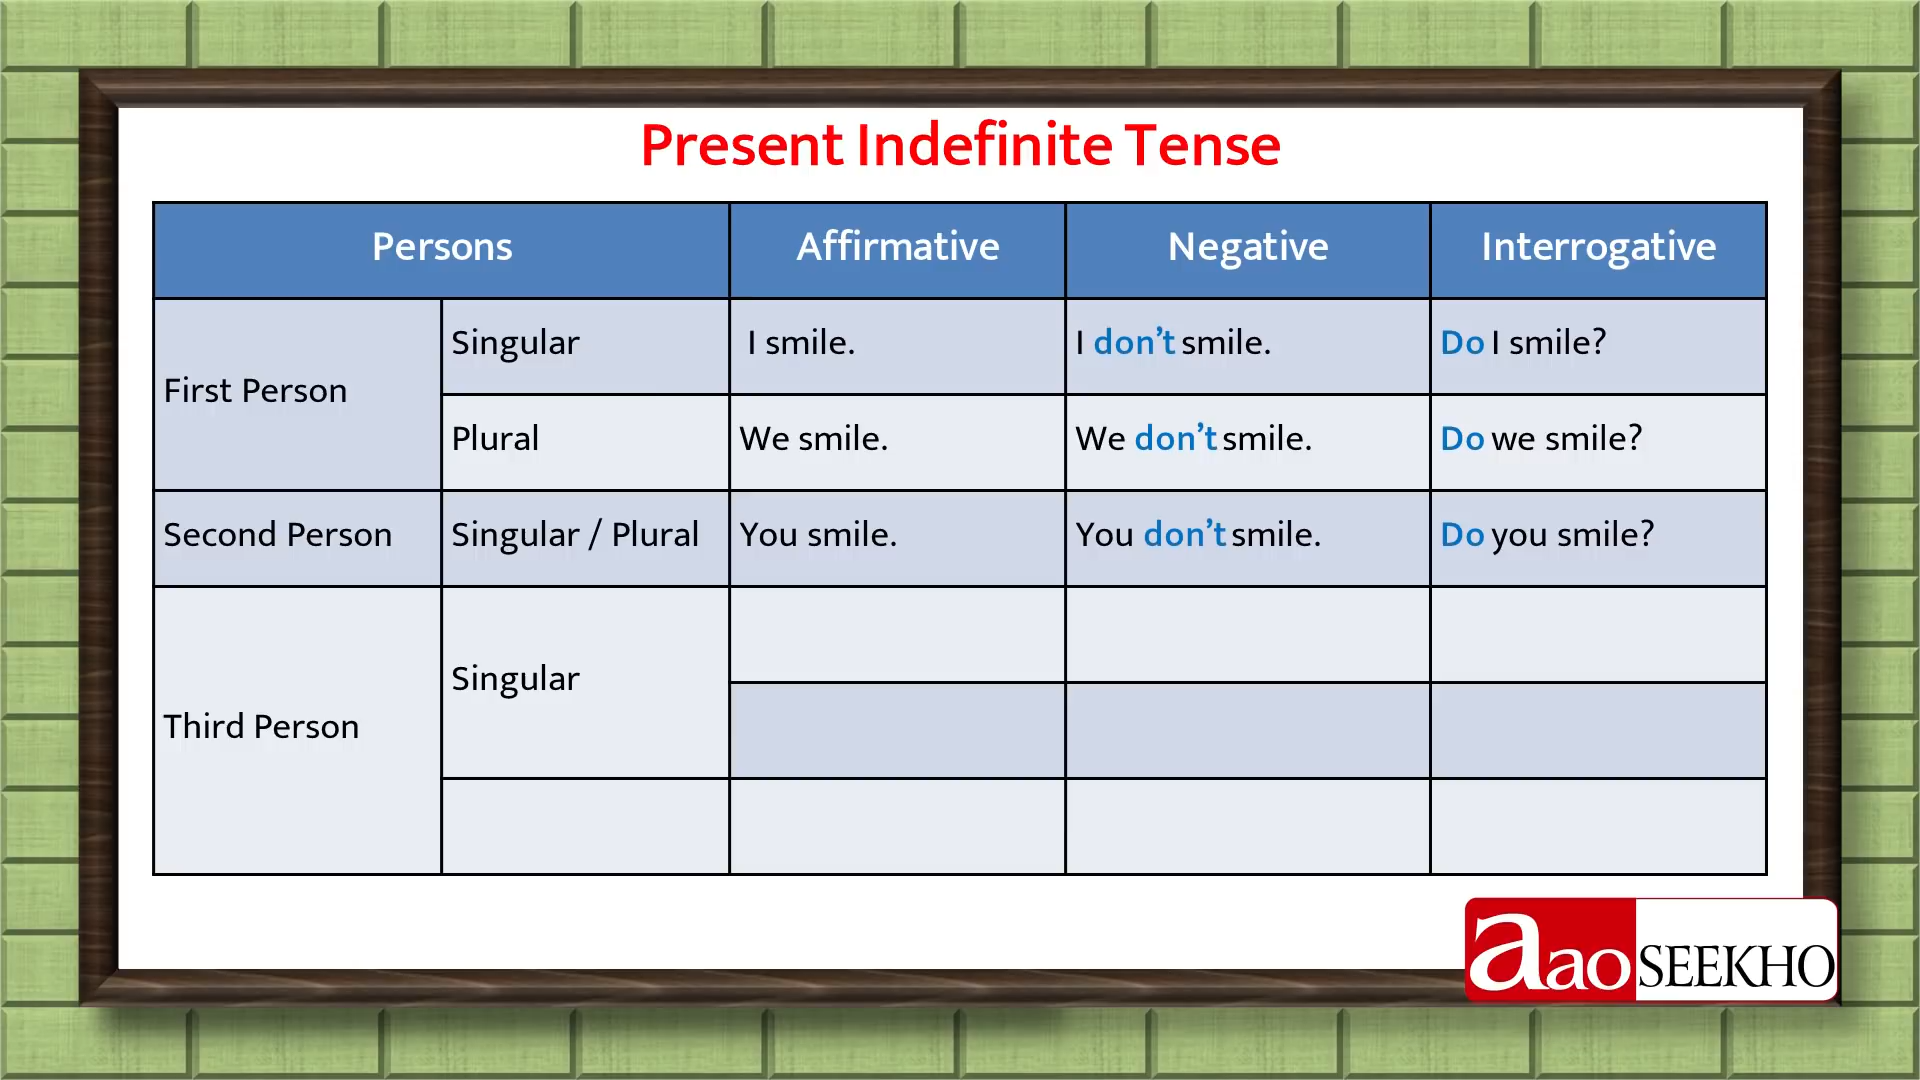 Present Indefinite Tense
Persons Affirmative Negative Interrogative
First Person
Singular I smile. I don’t smile. Do I smile?
Plural We smile. We don’t smile. Do we smile?
Second Person Singular / Plural You smile. You don’t smile. Do you smile?
Third Person
Singular
aao SEEKHO